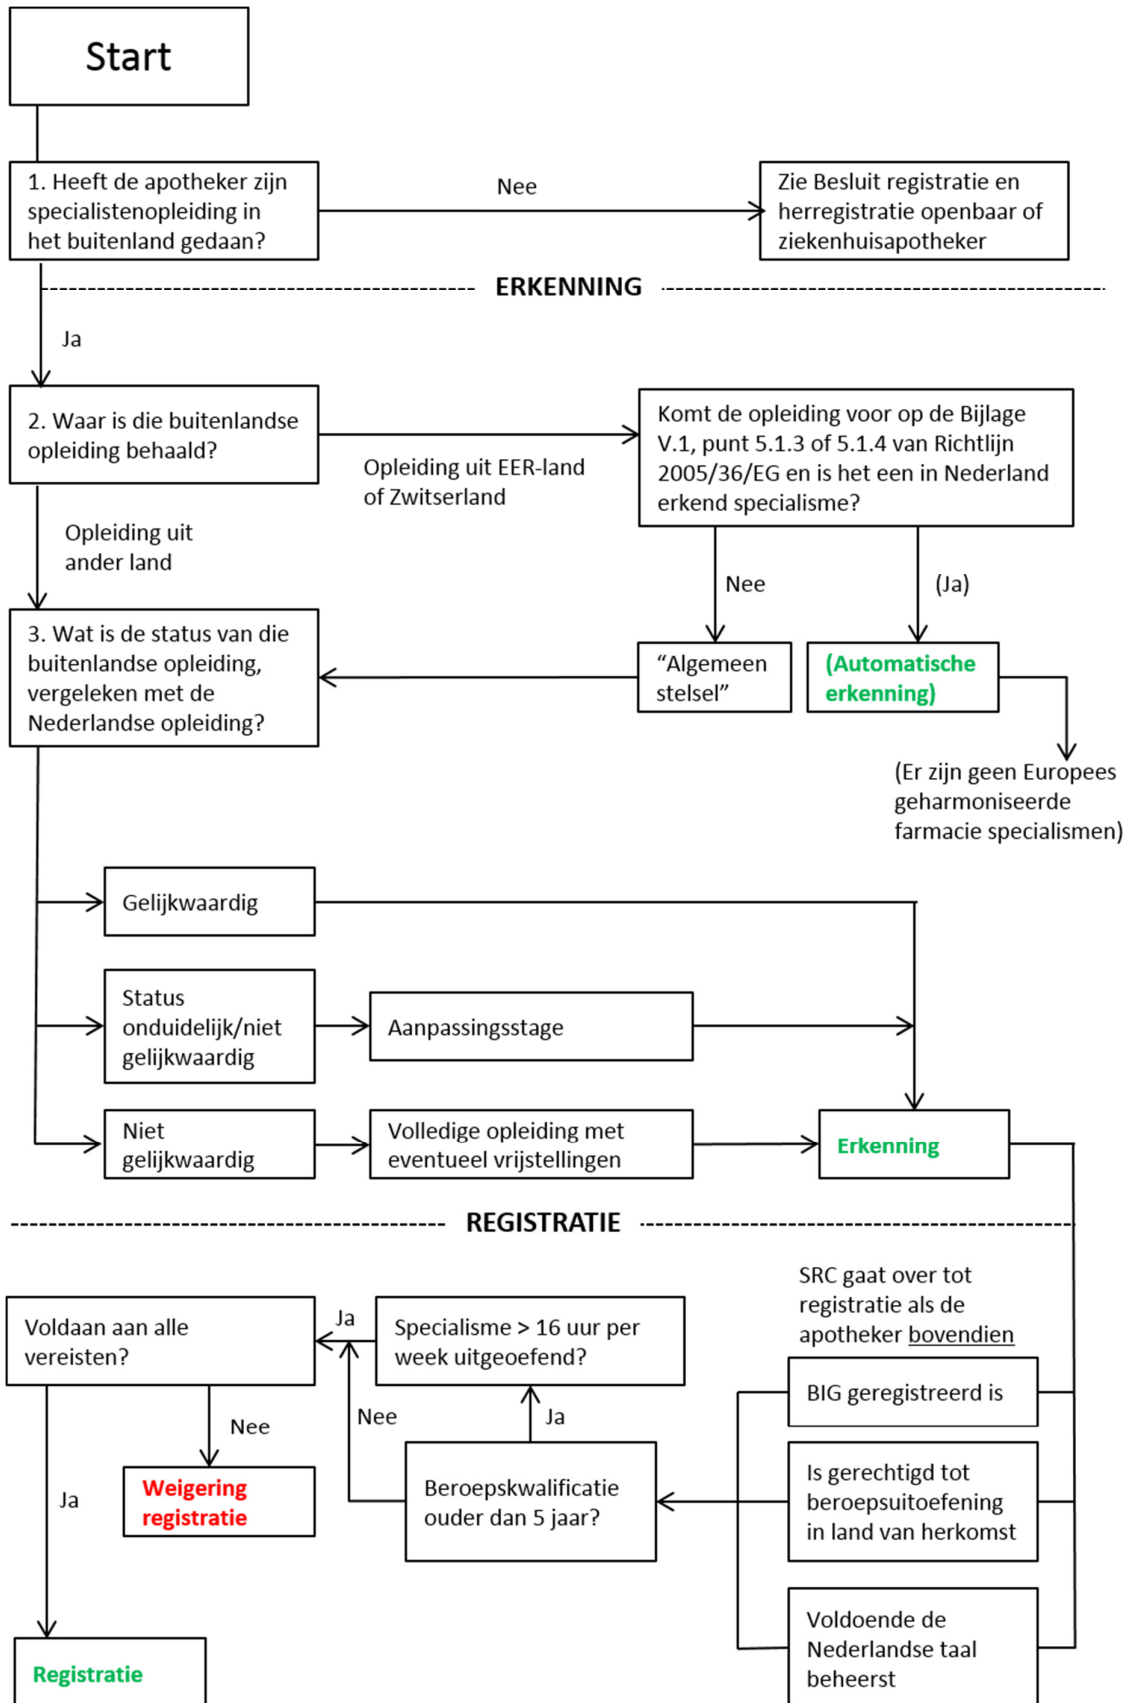 Start
1. Heeft de apotheker zijn
specialistenopleiding in
het buitenland gedaan?
Nee
Zie Besluit registratie en
herregistratie openbaar of
ziekenhuisapotheker
ERKENNING
Ja
2. Waar is die buitenlandse
opleiding behaald?
Opleiding uit EER-land
of Zwitserland
Komt de opleiding voor op de Bijlage
V.1, punt 5.1.3 of 5.1.4 van Richtlijn
2005/36/EG en is het een in Nederland
erkend specialisme?
Opleiding uit
ander land
Nee
(Ja)
3. Wat is de status van die
buitenlandse opleiding,
vergeleken met de
Nederlandse opleiding?
“Algemeen
stelsel”
(Automatische
erkenning)
(Er zijn geen Europees
geharmoniseerde
farmacie specialismen)
Gelijkwaardig
Status
onduidelijk/niet
gelijkwaardig
Aanpassingsstage
Niet
gelijkwaardig
Volledige opleiding met
eventueel vrijstellingen
Erkenning
REGISTRATIE
SRC gaat over tot
registratie als de
apotheker bovendien
Voldaan aan alle
vereisten?
Ja
Specialisme > 16 uur per
week uitgeoefend?
BIG geregistreerd is
Nee
Nee
Ja
Weigering
registratie
Ja
Beroepskwalificatie
ouder dan 5 jaar?
Is gerechtigd tot
beroepsuitoefening
in land van herkomst
Voldoende de
Nederlandse taal
beheerst
Registratie